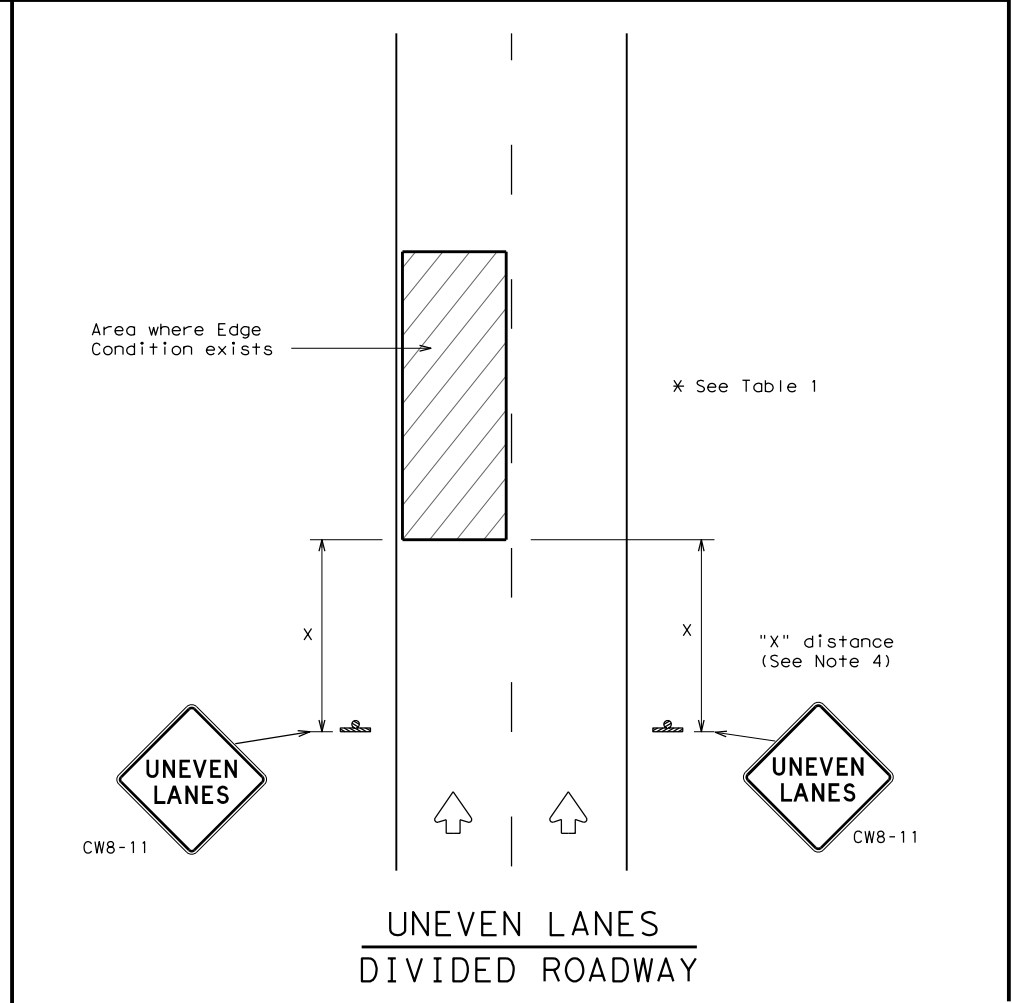 Area where Edge
Condition exists
* See Table 1
X
X
"X" distance
(See Note 4)
UNEVEN
LANES
CW8-11
UNEVEN
LANES
CW8-11
UNEVEN LANES
DIVIDED ROADWAY